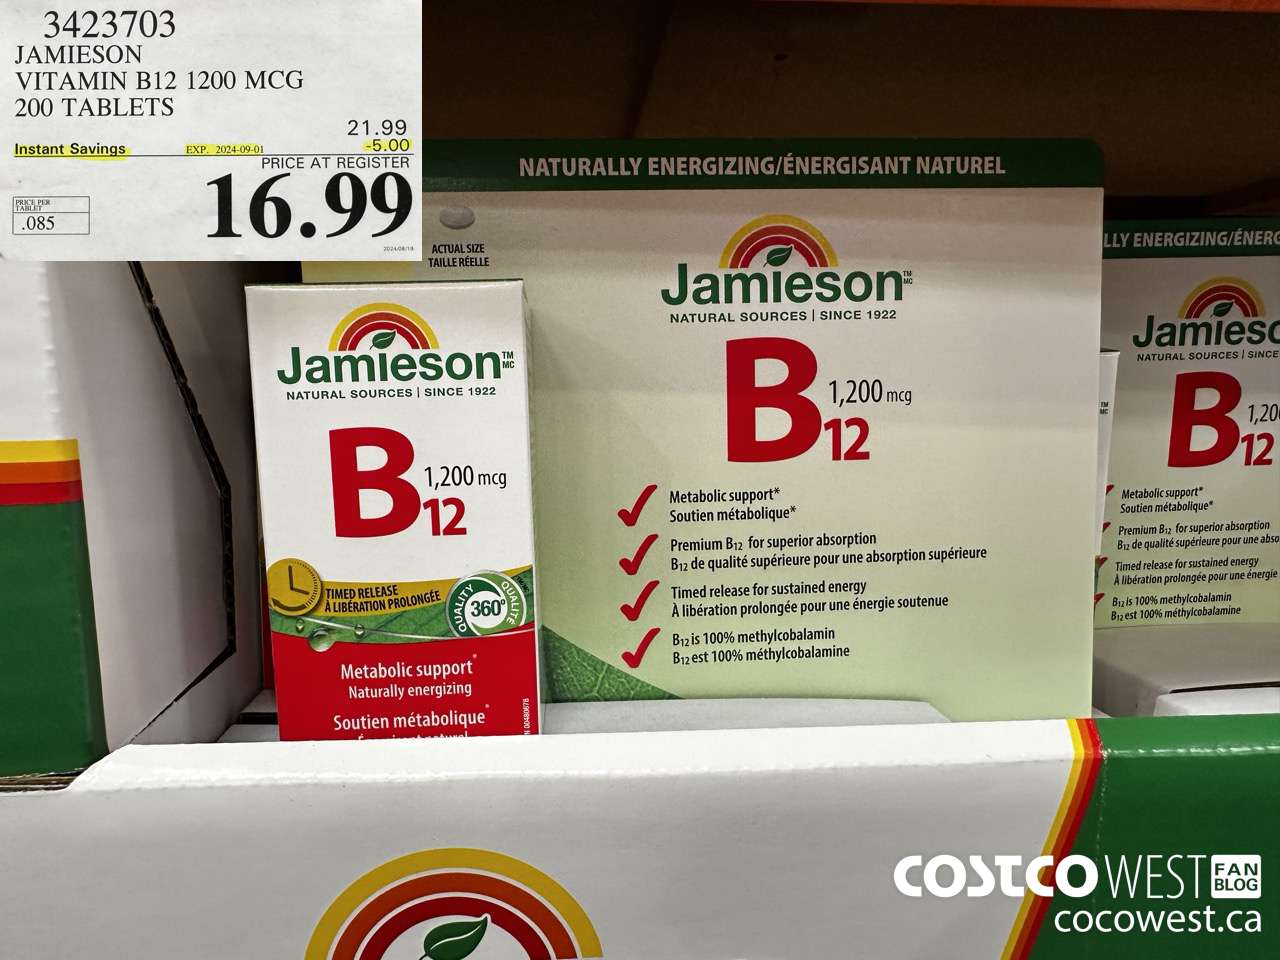 3423703
JAMIESON
VITAMIN B12 1200 MCG
200 TABLETS
21.99
Instant Savings EXP. 2024-09-01 -5.00
PRICE AT REGISTER
16.99
PRICE PER
TABLET
.085
2024/08/19
NATURALLY ENERGIZING/ÉNERGISANT NATUREL
ACTUAL SIZE
TAILLE RÉELLE
Jamieson TM MC
NATURAL SOURCES | SINCE 1922
B12 1,200 mcg
Metabolic support*
Soutien métabolique*
Premium B12 for superior absorption
B12 de qualité supérieure pour une absorption supérieure
Timed release for sustained energy
À libération prolongée pour une énergie soutenue
B12 is 100% methylcobalamin
B12 est 100% méthylcobalamine
Jamieson TM MC
NATURAL SOURCES | SINCE 1922
B12 1,200 mcg
TIMED RELEASE
À LIBÉRATION PROLONGÉE
QUALITY 360° QUALITÉ
Metabolic support*
Naturally energizing
Soutien métabolique*
LLY ENERGIZING/ÉNERG
Jamieso
NATURAL SOURCES | SINCE
B12 1,20
Metabolic support*
Soutien métabolique*
Premium B12 for superior absorption
B12 de qualité supérieure pour une abso
Timed release for sustained energy
À libération prolongée pour une énergie
B12 is 100% methylcobalamin
B12 est 100% méthylcobalamine
COSTCO WEST FAN BLOG
cocowest.ca